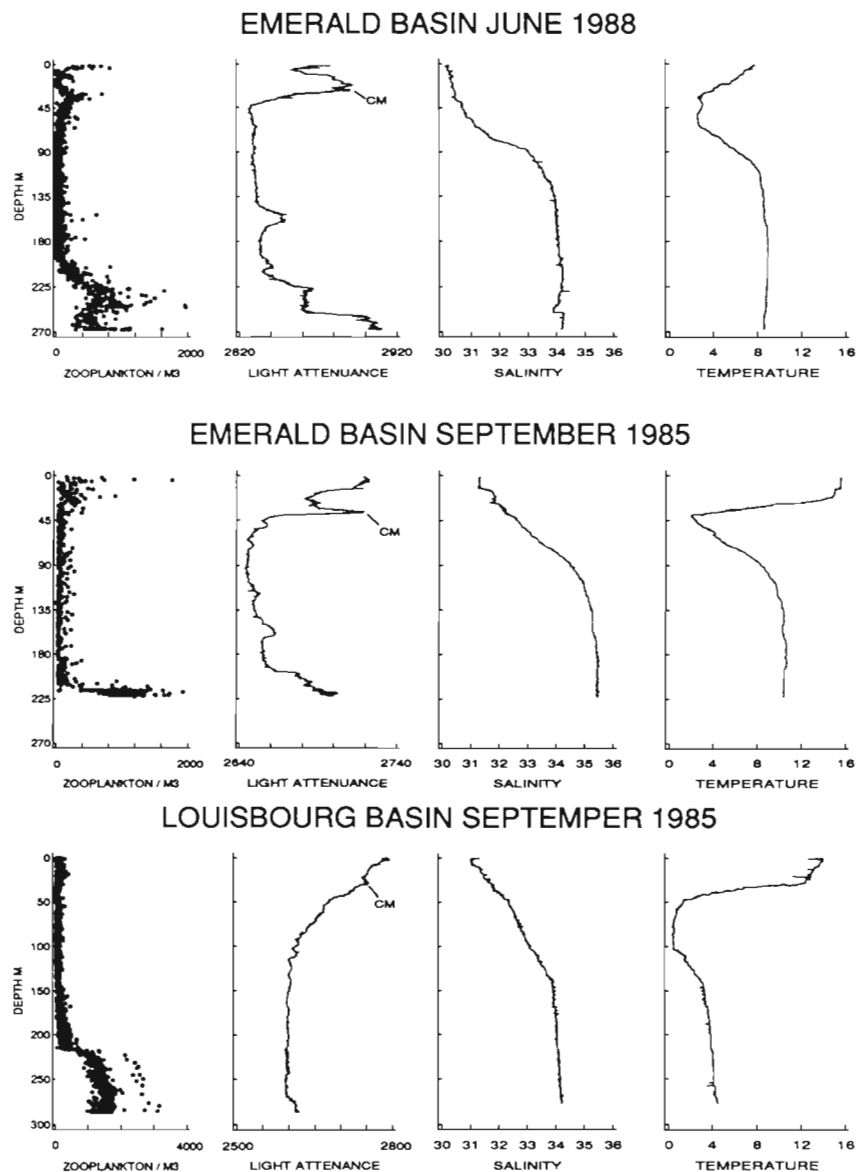 EMERALD BASIN JUNE 1988
DEPTH M
0
45
90
135
180
225
270
CM
0 2000
2820 2920
30 31 32 33 34 35 36
0 4 8 12 16
ZOOPLANKTON / M3 LIGHT ATTENUANCE SALINITY TEMPERATURE
EMERALD BASIN SEPTEMBER 1985
DEPTH M
0
45
90
135
180
225
270
CM
0 2000
2640 2740
30 31 32 33 34 35 36
0 4 8 12 16
ZOOPLANKTON / M3 LIGHT ATTENUANCE SALINITY TEMPERATURE
LOUISBOURG BASIN SEPTEMPER 1985
DEPTH M
0
50
100
150
200
250
300
CM
0 4000
2500 2800
30 31 32 33 34 35 36
0 4 8 12 16
ZOOPLANKTON / M3 LIGHT ATTENUANCE SALINITY TEMPERATURE